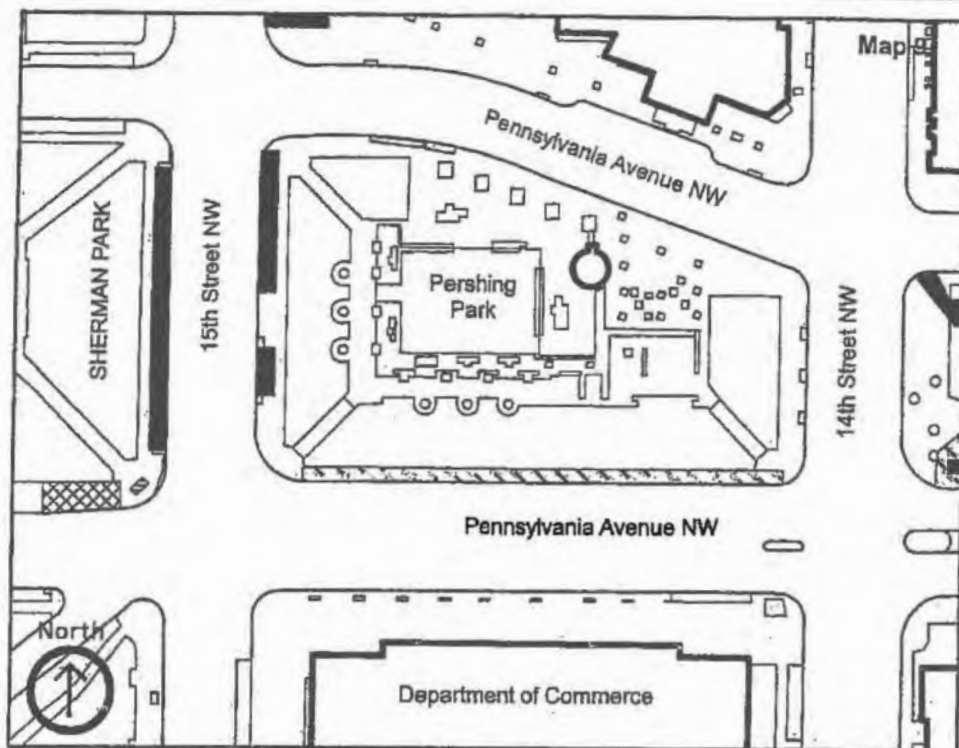 Map 9
Pennsylvania Avenue NW
SHERMAN PARK
15th Street NW
Pershing
Park
14th Street NW
Pennsylvania Avenue NW
North
Department of Commerce